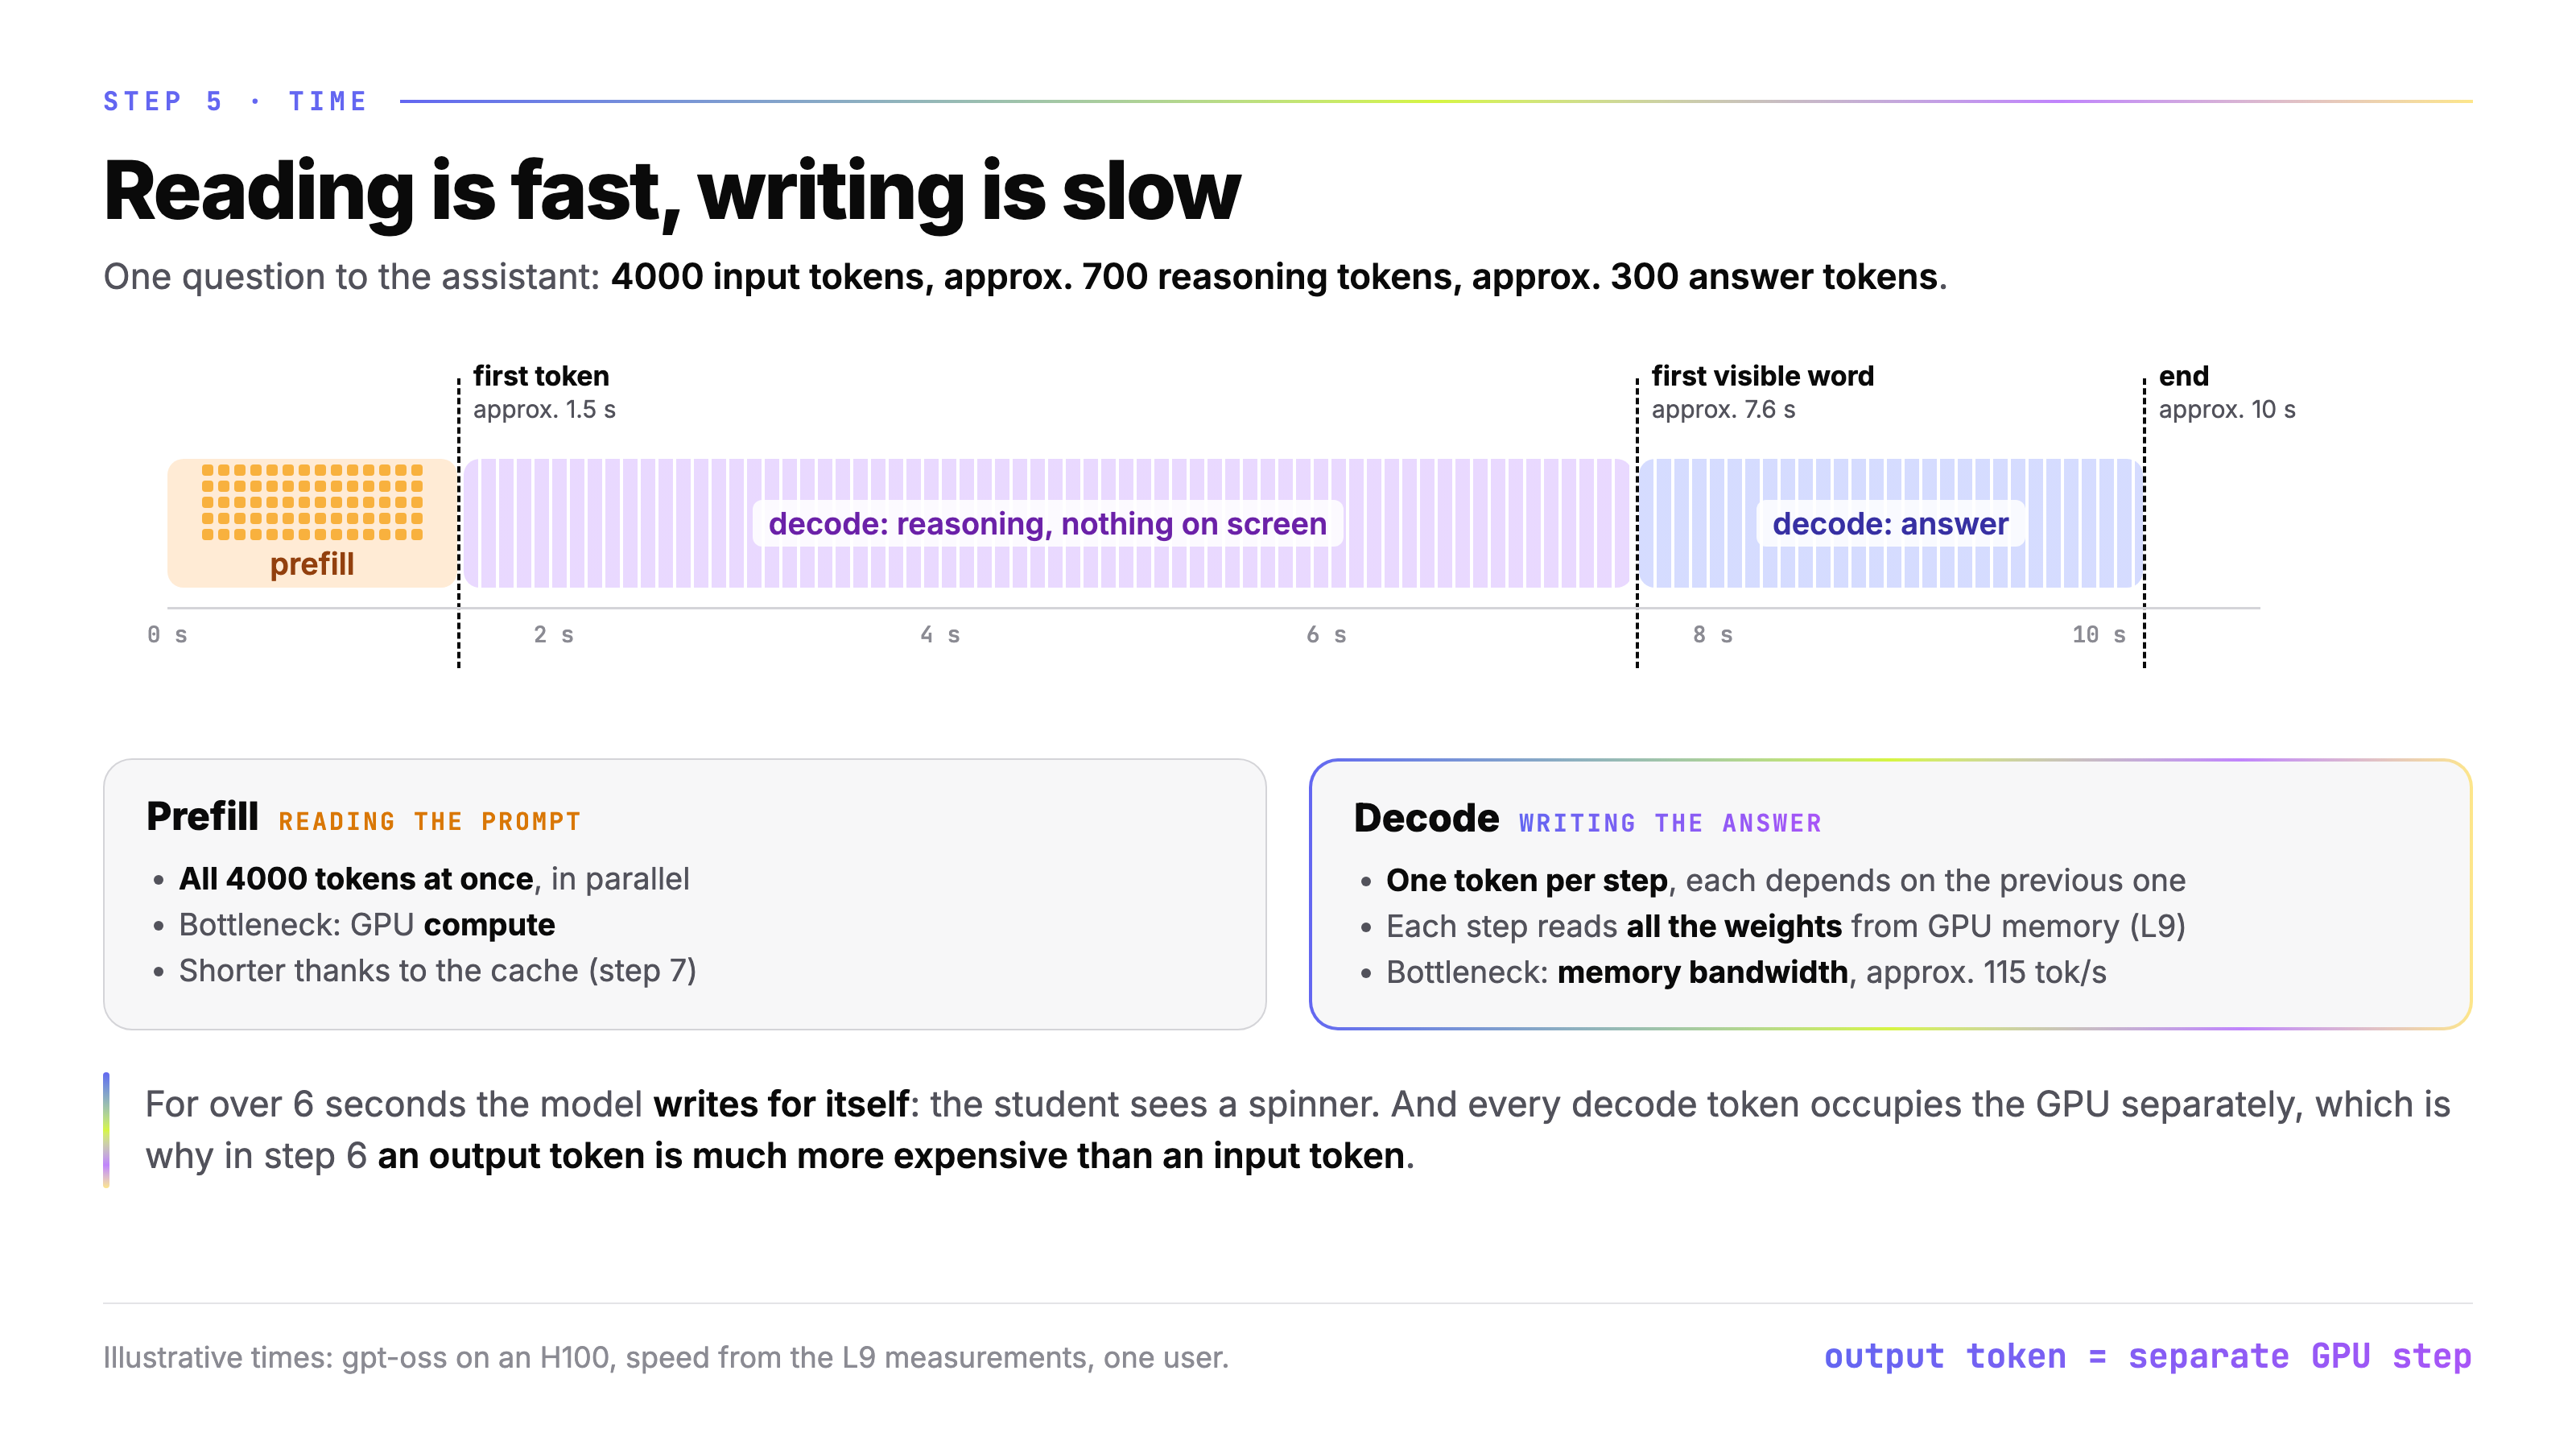 STEP 5 · TIME
Reading is fast, writing is slow
One question to the assistant: 4000 input tokens, approx. 700 reasoning tokens, approx. 300 answer tokens.
first token
approx. 1.5 s
first visible word
approx. 7.6 s
end
approx. 10 s
prefill
decode: reasoning, nothing on screen
decode: answer
0 s
2 s
4 s
6 s
8 s
10 s
Prefill READING THE PROMPT
• All 4000 tokens at once, in parallel
• Bottleneck: GPU compute
• Shorter thanks to the cache (step 7)
Decode WRITING THE ANSWER
• One token per step, each depends on the previous one
• Each step reads all the weights from GPU memory (L9)
• Bottleneck: memory bandwidth, approx. 115 tok/s
For over 6 seconds the model writes for itself: the student sees a spinner. And every decode token occupies the GPU separately, which is
why in step 6 an output token is much more expensive than an input token.
Illustrative times: gpt-oss on an H100, speed from the L9 measurements, one user.
output token = separate GPU step